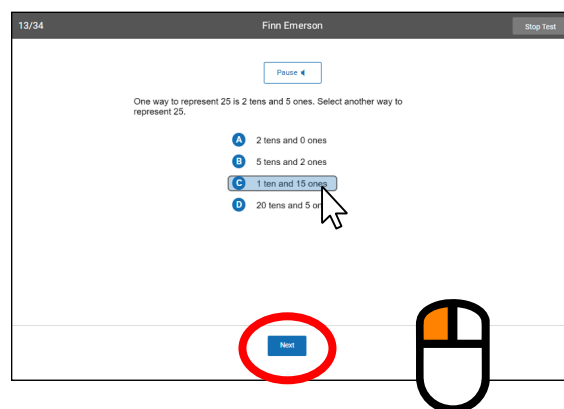 13/34
Finn Emerson
Stop Test
Pause
One way to represent 25 is 2 tens and 5 ones. Select another way to
represent 25.
A 2 tens and 0 ones
B 5 tens and 2 ones
C 1 ten and 15 ones
D 20 tens and 5
Next